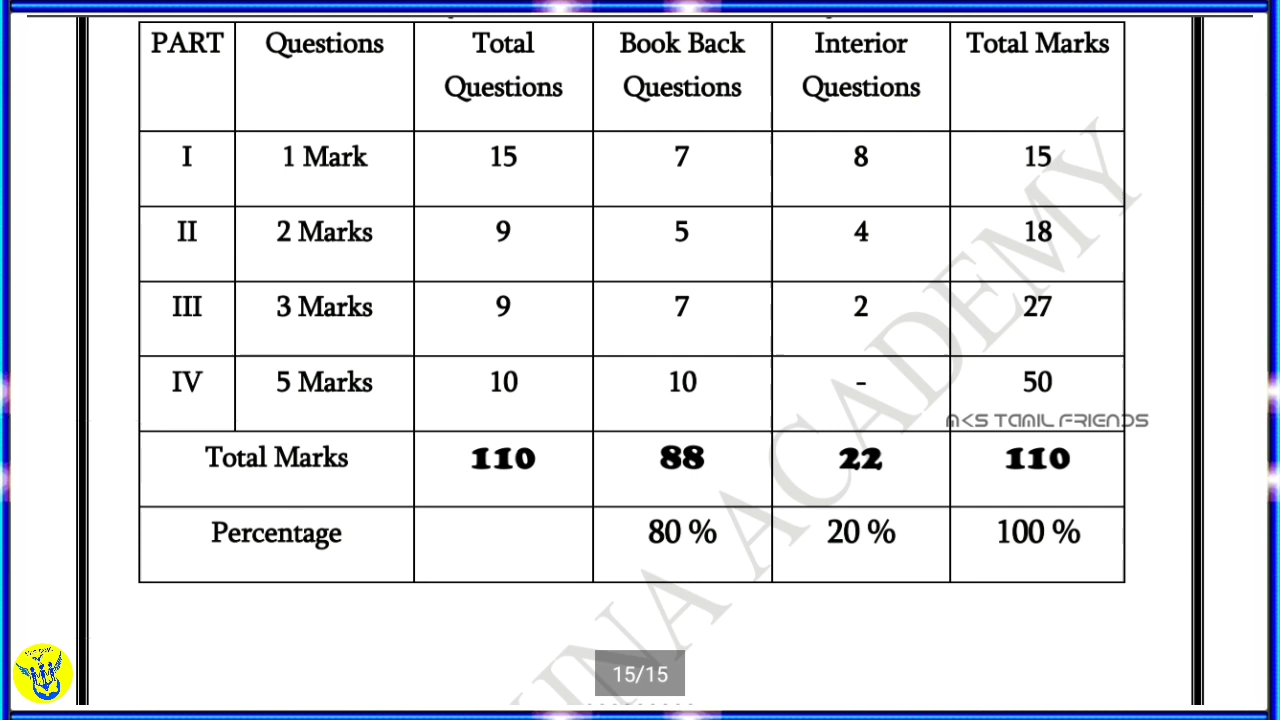 PART Questions Total Questions Book Back Questions Interior Questions Total Marks
I 1 Mark 15 7 8 15
II 2 Marks 9 5 4 18
III 3 Marks 9 7 2 27
IV 5 Marks 10 10 - 50
MKS TAMIL FRIENDS
Total Marks 110 88 22 110
Percentage 80 % 20 % 100 %
ACADEMY
15/15